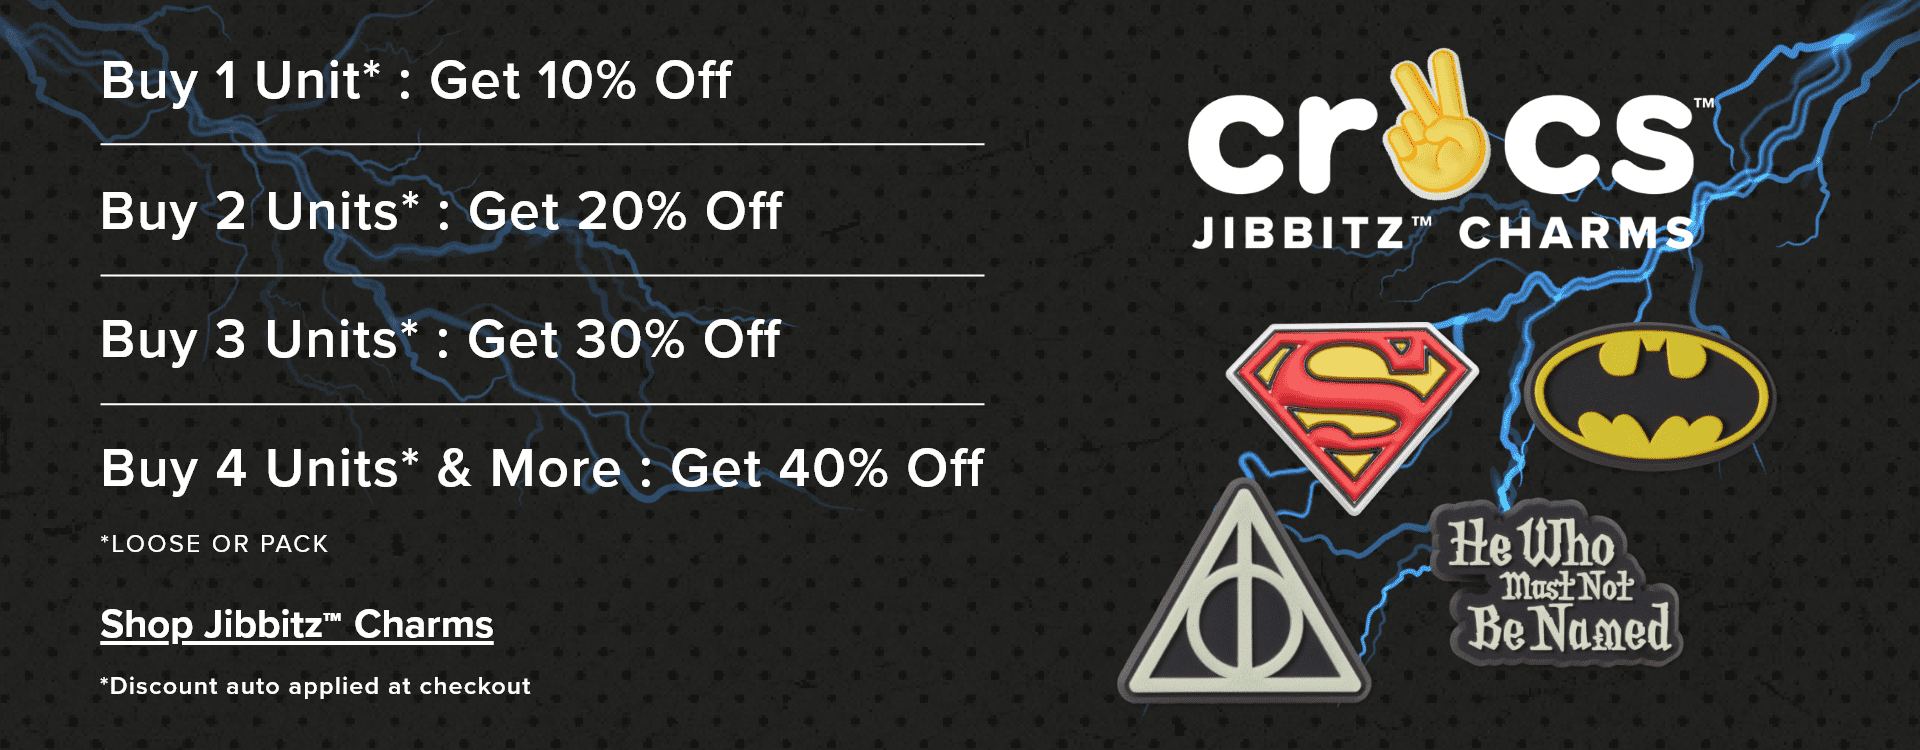 Buy 1 Unit* : Get 10% Off
Buy 2 Units* : Get 20% Off
Buy 3 Units* : Get 30% Off
Buy 4 Units* & More : Get 40% Off
*LOOSE OR PACK
Shop Jibbitz™ Charms
*Discount auto applied at checkout
crocs™
JIBBITZ™ CHARMS
S
He Who
Must Not
Be Named